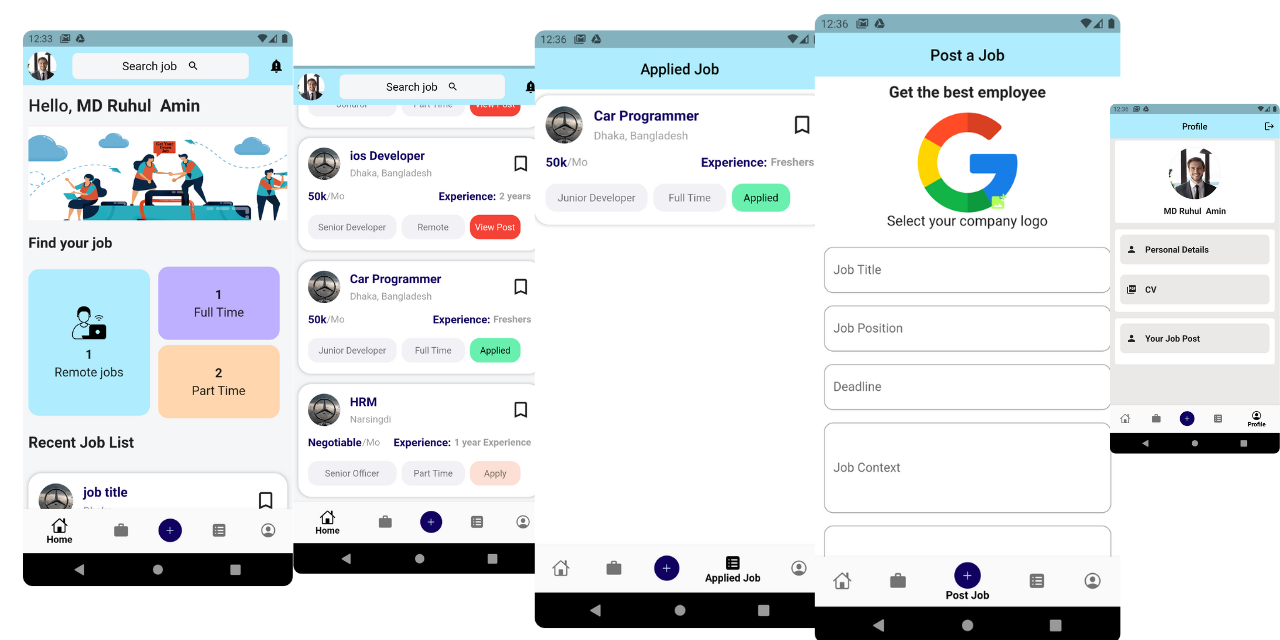 12:33
Search job
Hello, MD Ruhul Amin
Find your job
1
Remote jobs
1
Full Time
2
Part Time
Recent Job List
job title
Home
Search job
Part Time
View Post
ios Developer
Dhaka, Bangladesh
50k/Mo
Experience: 2 years
Senior Developer
Remote
View Post
Car Programmer
Dhaka, Bangladesh
50k/Mo
Experience: Freshers
Junior Developer
Full Time
Applied
HRM
Narsingdi
Negotiable/Mo
Experience: 1 year Experience
Senior Officer
Part Time
Apply
Home
12:36
Applied Job
Car Programmer
Dhaka, Bangladesh
50k/Mo
Experience: Freshers
Junior Developer
Full Time
Applied
Applied Job
12:36
Post a Job
Get the best employee
Select your company logo
Job Title
Job Position
Deadline
Job Context
Post Job
12:36
Profile
MD Ruhul Amin
Personal Details
CV
Your Job Post
Profile